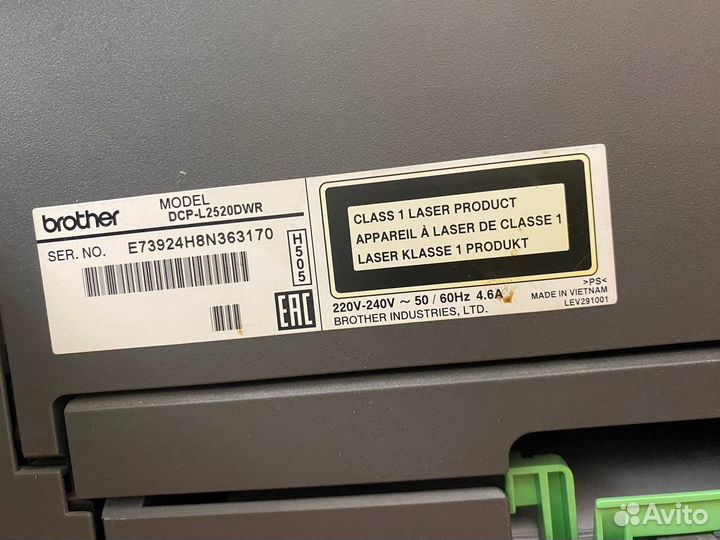 brother
MODEL
DCP-L2520DWR
SER. NO. E73924H8N363170
H505
EAC
CLASS 1 LASER PRODUCT
APPAREIL À LASER DE CLASSE 1
LASER KLASSE 1 PRODUKT
220V-240V ~ 50 / 60Hz 4.6A
BROTHER INDUSTRIES, LTD.
>PS<
MADE IN VIETNAM
LEV291001
Avito